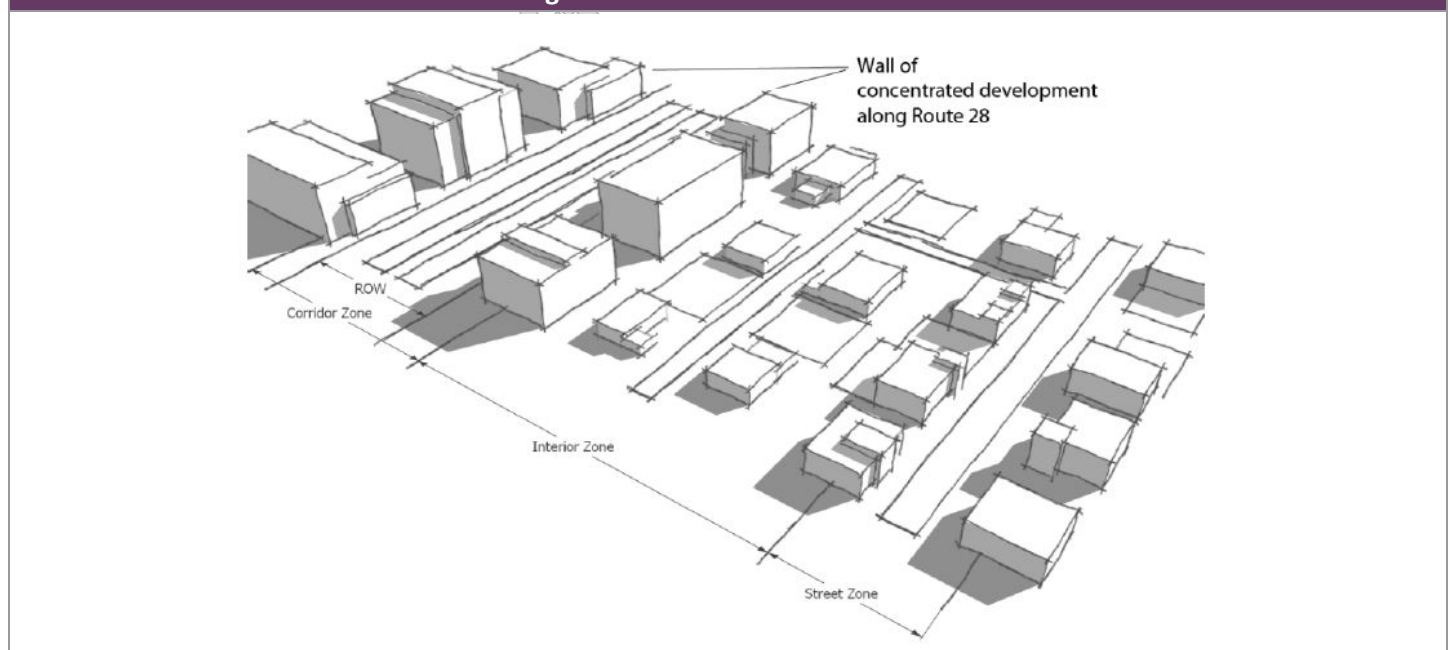 Wall of
concentrated development
along Route 28
ROW
Corridor Zone
Interior Zone
Street Zone